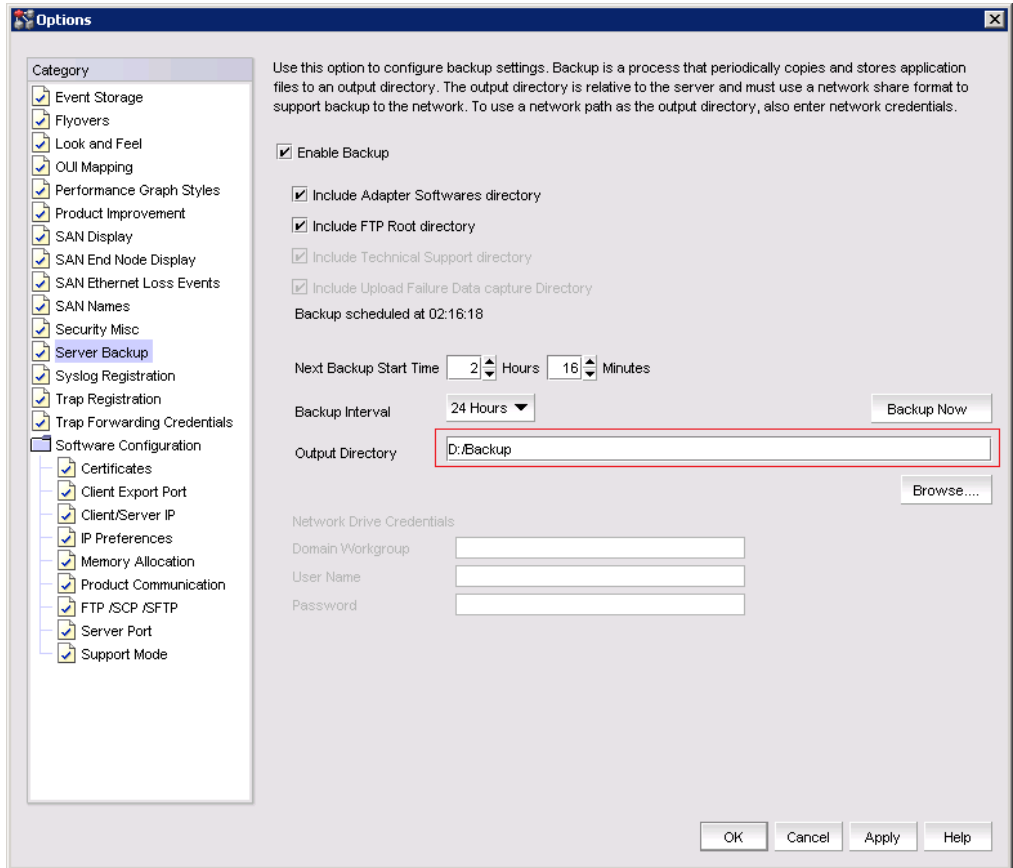 Options
Category
Event Storage
Flyovers
Look and Feel
OUI Mapping
Performance Graph Styles
Product Improvement
SAN Display
SAN End Node Display
SAN Ethernet Loss Events
SAN Names
Security Misc
Server Backup
Syslog Registration
Trap Registration
Trap Forwarding Credentials
Software Configuration
Certificates
Client Export Port
Client/Server IP
IP Preferences
Memory Allocation
Product Communication
FTP /SCP /SFTP
Server Port
Support Mode
Use this option to configure backup settings. Backup is a process that periodically copies and stores application
files to an output directory. The output directory is relative to the server and must use a network share format to
support backup to the network. To use a network path as the output directory, also enter network credentials.
Enable Backup
Include Adapter Softwares directory
Include FTP Root directory
Include Technical Support directory
Include Upload Failure Data capture Directory
Backup scheduled at 02:16:18
Next Backup Start Time 2 Hours 16 Minutes
Backup Interval 24 Hours Backup Now
Output Directory D:/Backup
Browse....
Network Drive Credentials
Domain Workgroup
User Name
Password
OK Cancel Apply Help